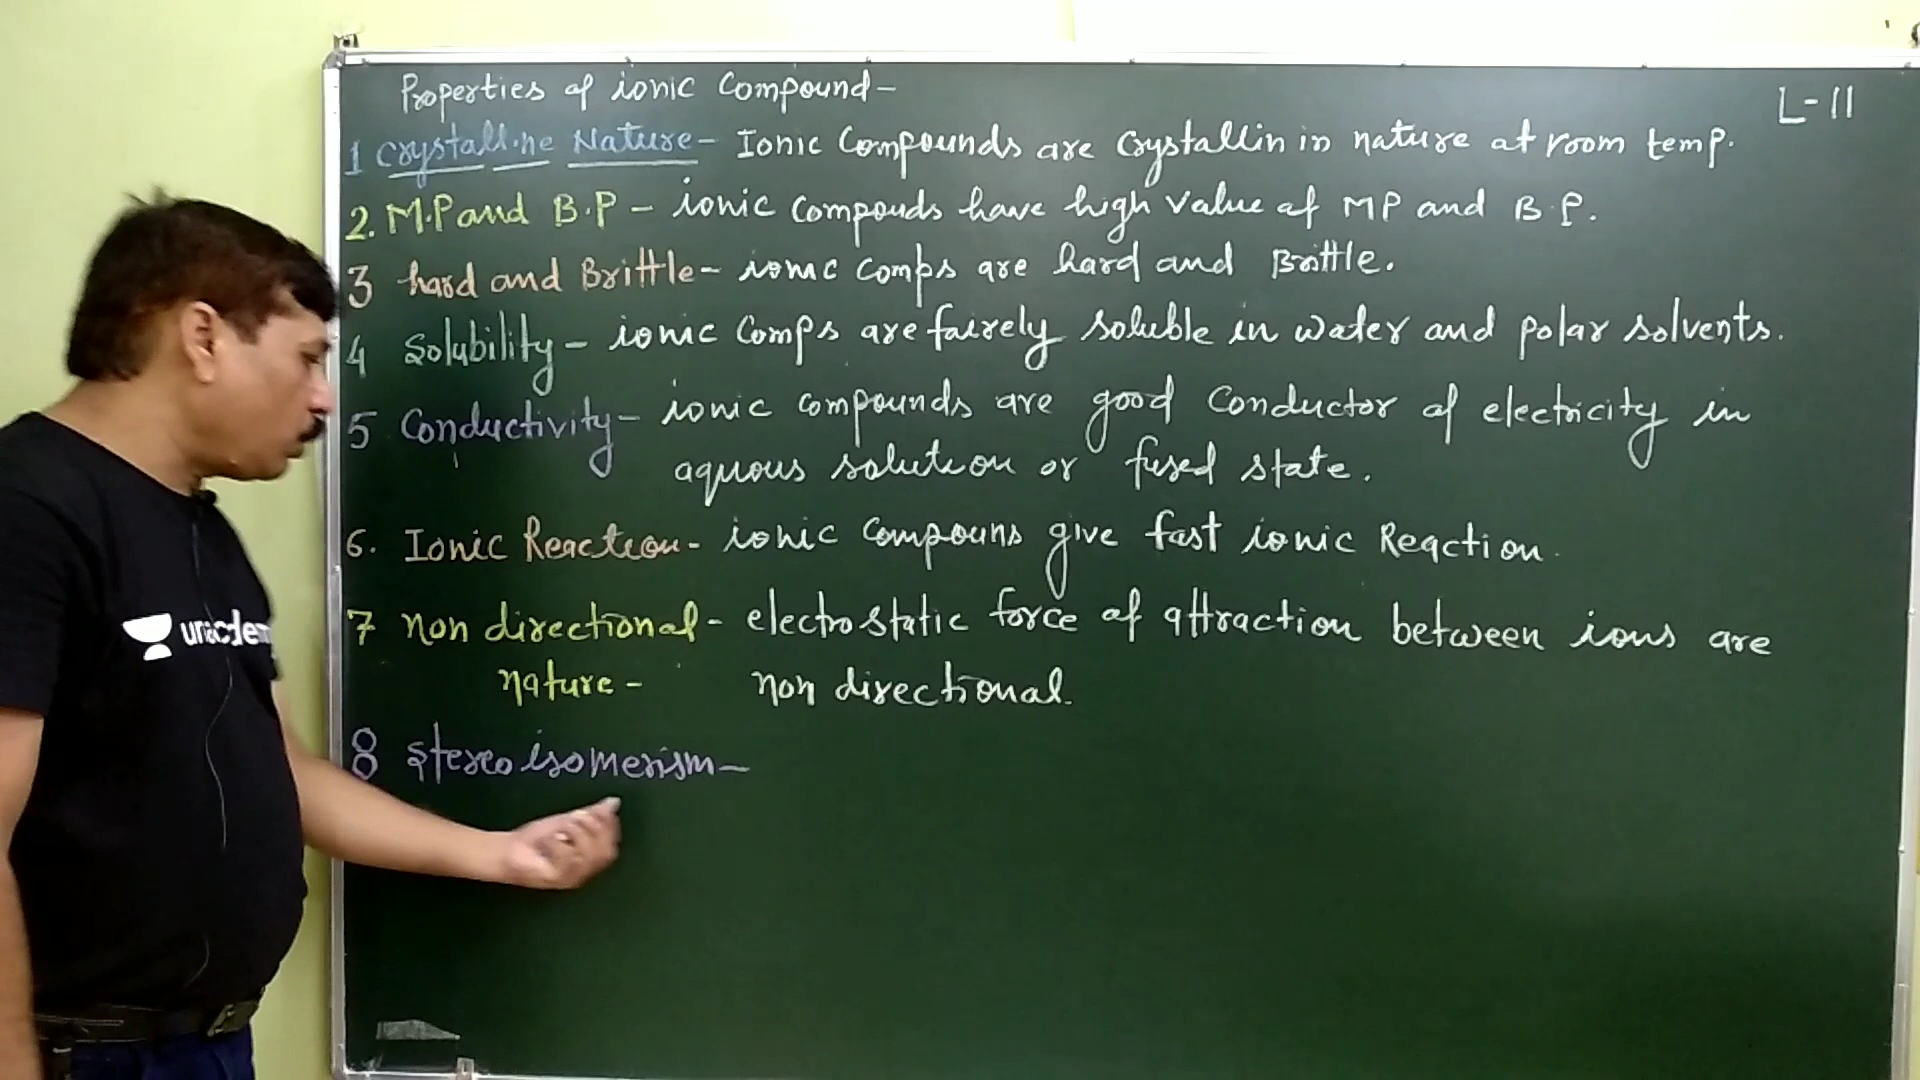 Properties of ionic Compound-
L-11
1 Crystalline Nature- Ionic Compounds are Crystallin in nature at room temp.
2. M.P and B.P - ionic compouds have high value of MP and B.P.
3 hard and Brittle- ionic comps are hard and Brittle.
4 Solubility- ionic Comps are fairely soluble in water and polar solvents.
5 Conductivity- ionic compounds are good conductor of electricity in
aquous solution or fused state.
6. Ionic Reaction- ionic compouns give fast ionic Reaction.
7 non directional- electrostatic force of attraction between ions are
nature- non directional.
8 Stereo isomerism-
unacdem